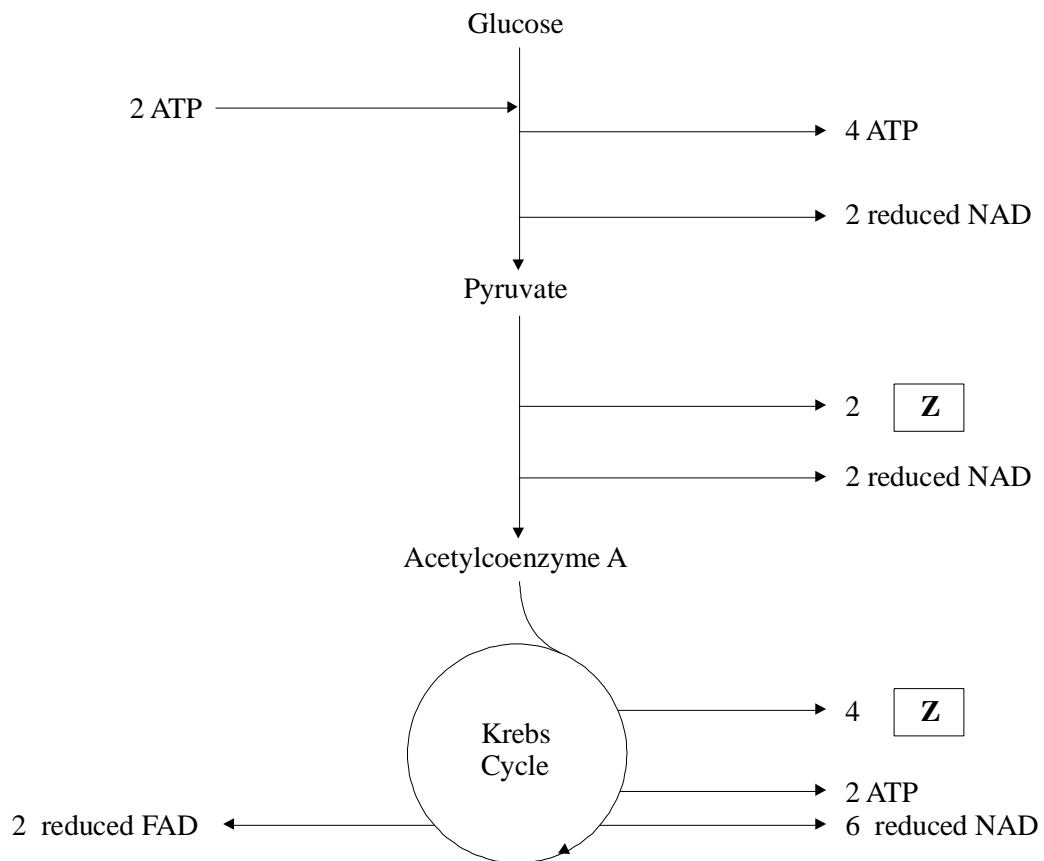 Glucose
2 ATP
4 ATP
2 reduced NAD
Pyruvate
2 Z
2 reduced NAD
Acetylcoenzyme A
4 Z
Krebs
Cycle
2 ATP
2 reduced FAD
6 reduced NAD